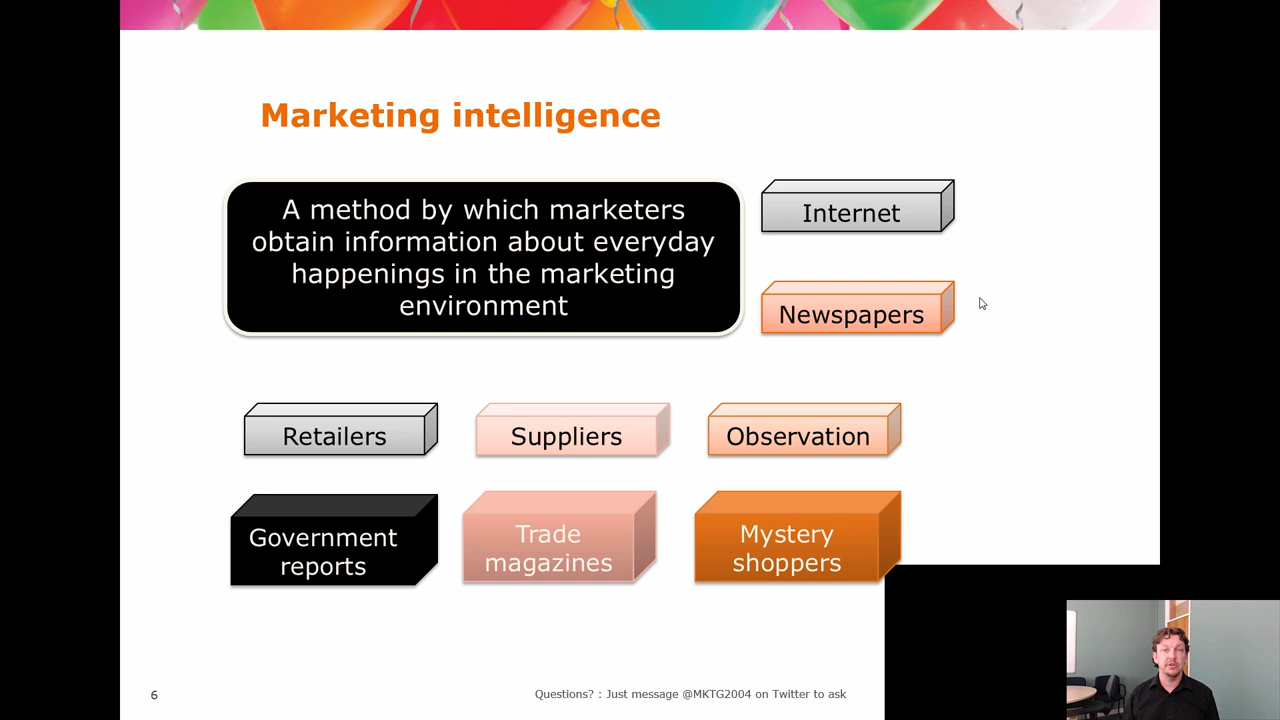 Marketing intelligence
A method by which marketers
obtain information about everyday
happenings in the marketing
environment
Internet
Newspapers
Retailers
Suppliers
Observation
Government
reports
Trade
magazines
Mystery
shoppers
6
Questions? : Just message @MKTG2004 on Twitter to ask